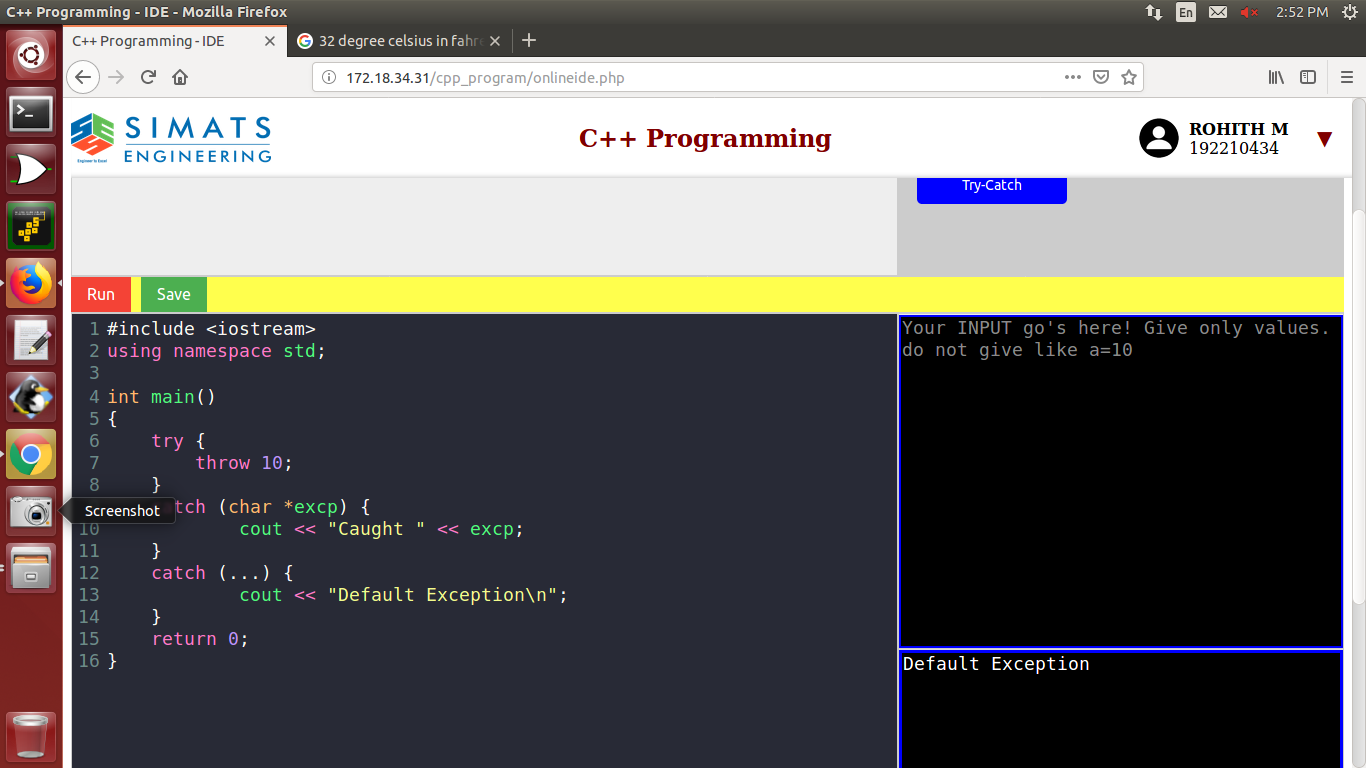 C++ Programming - IDE - Mozilla Firefox
En
2:52 PM
C++ Programming - IDE
32 degree celsius in fahre
172.18.34.31/cpp_program/onlineide.php
SIMATS
ENGINEERING
Engineer to Excel
C++ Programming
ROHITH M
192210434
Try-Catch
Run
Save
1 #include <iostream>
2 using namespace std;
3
4 int main()
5 {
6     try {
7         throw 10;
8     }
tch (char *excp) {
10             cout << "Caught " << excp;
11     }
12     catch (...) {
13             cout << "Default Exception\n";
14     }
15     return 0;
16 }
Screenshot
Your INPUT go's here! Give only values.
do not give like a=10
Default Exception